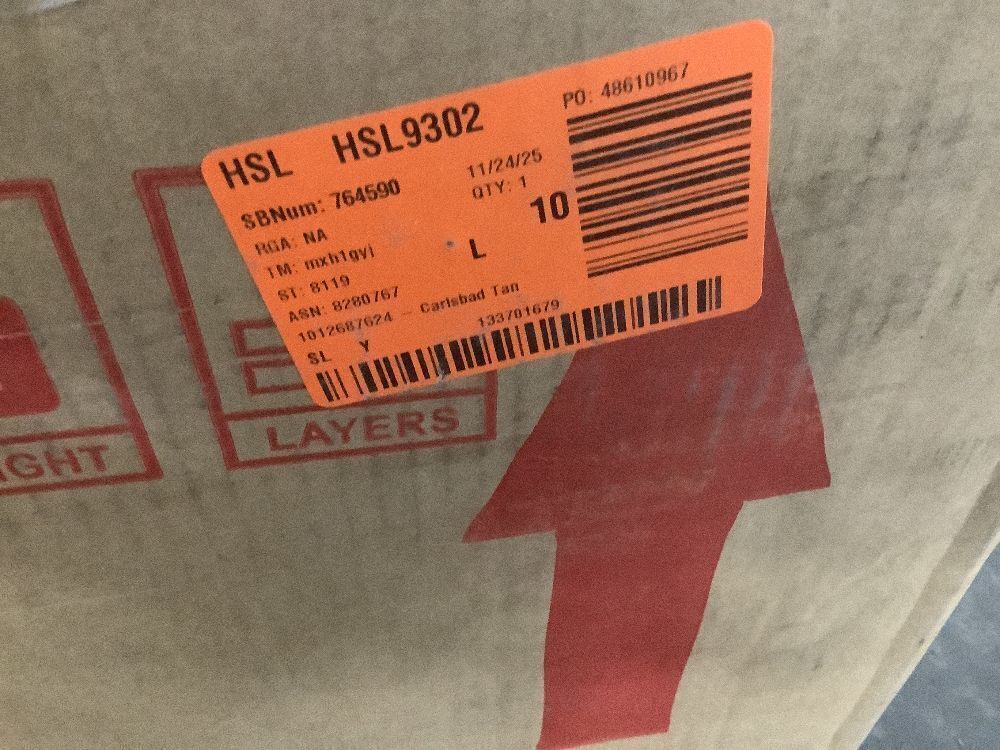 HSL HSL9302
PO: 48610967
SBNum: 764590
11/24/25
QTY: 1
RGA: NA
10
TM: mxh1gvi
L
ST: 8119
ASN: 8280767
1012687624 - Carlsbad Tan
133701679
SL Y
IGHT
LAYERS